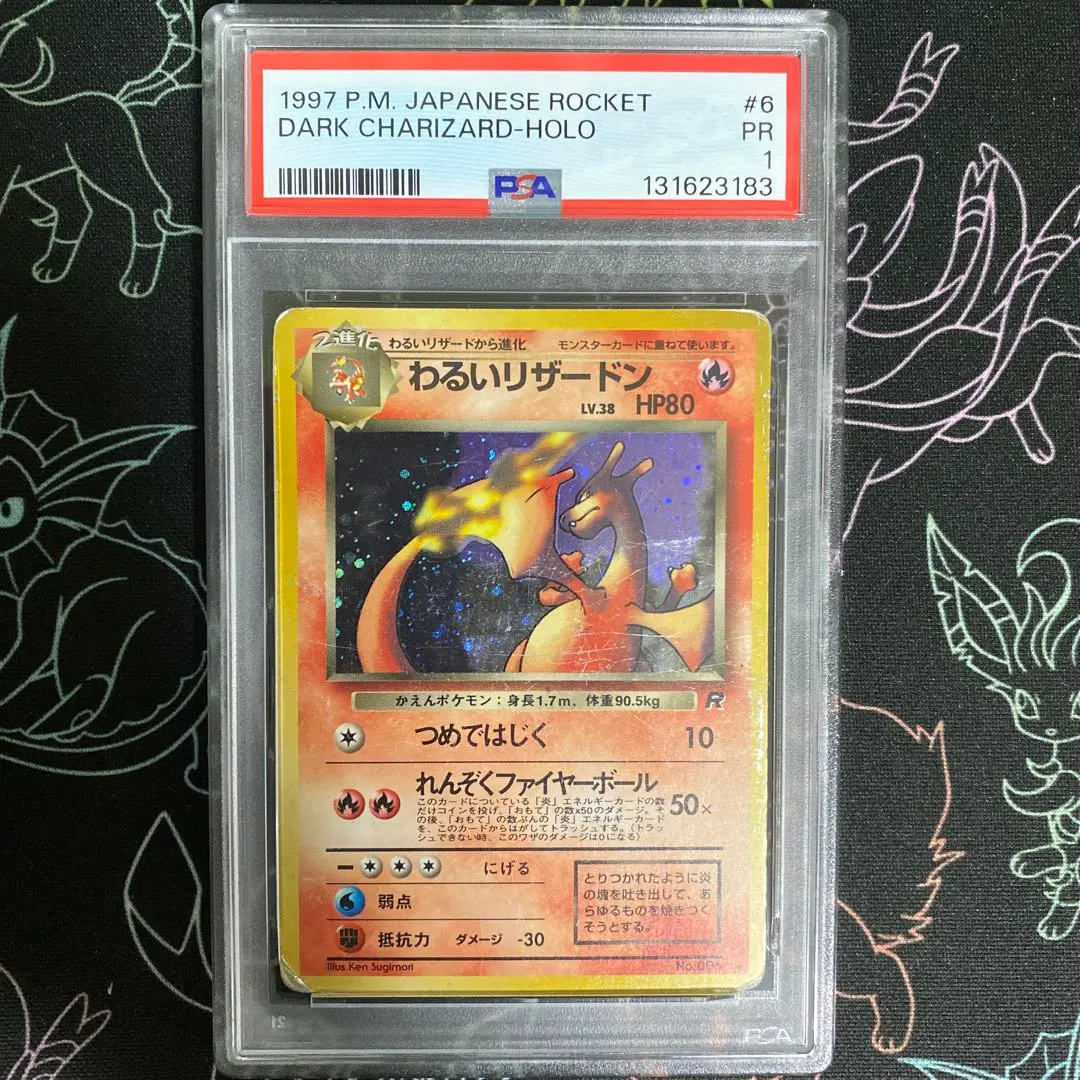 1997 P.M. JAPANESE ROCKET #6
DARK CHARIZARD-HOLO PR
1
PSA 131623183
2進化 わるいリザードから進化 モンスターカードに重ねて使います。
わるいリザードン
LV.38 HP80
かえんポケモン:身長1.7m、体重90.5kg R
つめではじく 10
れんぞくファイヤーボール
このカードについている「炎」エネルギーカードの数
だけコインを投げ、「おもて」の数x50のダメージ。そ
の後、「おもて」の数ぶんの「炎」エネルギーカード
を、このカードからはがしてトラッシュする。(トラッ
シュできない時、このワザのダメージは0になる)
50×
にげる
弱点
抵抗力 ダメージ -30
とりつかれたように炎
の塊を吐き出して、あ
らゆるものを焼きつく
そうとする。
Illus. Ken Sugimori No.006
21
PSA